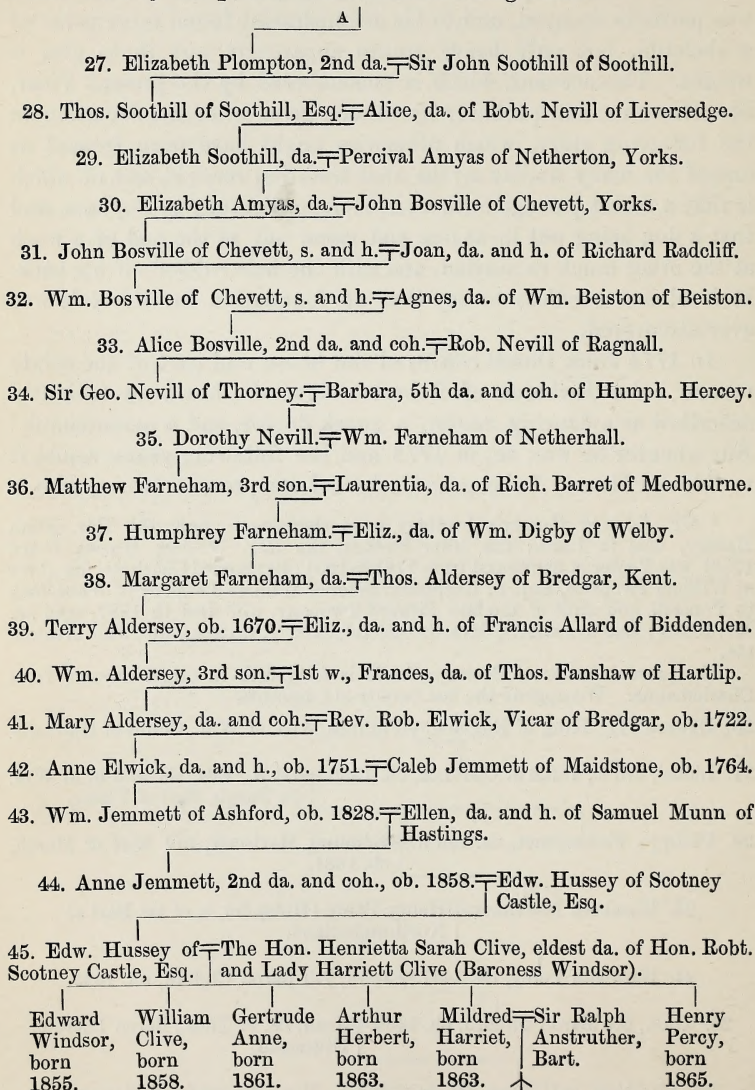 A
27. Elizabeth Plompton, 2nd da.=Sir John Soothill of Soothill.
28. Thos. Soothill of Soothill, Esq.=Alice, da. of Robt. Nevill of Liversedge.
29. Elizabeth Soothill, da.=Percival Amyas of Netherton, Yorks.
30. Elizabeth Amyas, da.=John Bosville of Chevett, Yorks.
31. John Bosville of Chevett, s. and h.=Joan, da. and h. of Richard Radcliff.
32. Wm. Bosville of Chevett, s. and h.=Agnes, da. of Wm. Beiston of Beiston.
33. Alice Bosville, 2nd da. and coh.=Rob. Nevill of Ragnall.
34. Sir Geo. Nevill of Thorney.=Barbara, 5th da. and coh. of Humph. Hercey.
35. Dorothy Nevill.=Wm. Farneham of Netherhall.
36. Matthew Farneham, 3rd son.=Laurentia, da. of Rich. Barret of Medbourne.
37. Humphrey Farneham.=Eliz., da. of Wm. Digby of Welby.
38. Margaret Farneham, da.=Thos. Aldersey of Bredgar, Kent.
39. Terry Aldersey, ob. 1670.=Eliz., da. and h. of Francis Allard of Biddenden.
40. Wm. Aldersey, 3rd son.=1st w., Frances, da. of Thos. Fanshaw of Hartlip.
41. Mary Aldersey, da. and coh.=Rev. Rob. Elwick, Vicar of Bredgar, ob. 1722.
42. Anne Elwick, da. and h., ob. 1751.=Caleb Jemmett of Maidstone, ob. 1764.
43. Wm. Jemmett of Ashford, ob. 1828.=Ellen, da. and h. of Samuel Munn of
Hastings.
44. Anne Jemmett, 2nd da. and coh., ob. 1858.=Edw. Hussey of Scotney
Castle, Esq.
45. Edw. Hussey of=The Hon. Henrietta Sarah Clive, eldest da. of Hon. Robt.
Scotney Castle, Esq. and Lady Harriett Clive (Baroness Windsor).
Edward William Gertrude Arthur Mildred=Sir Ralph Henry
Windsor, Clive, Anne, Herbert, Harriet, Anstruther, Percy,
born born born born born Bart. born
1855. 1858. 1861. 1863. 1863. 1865.